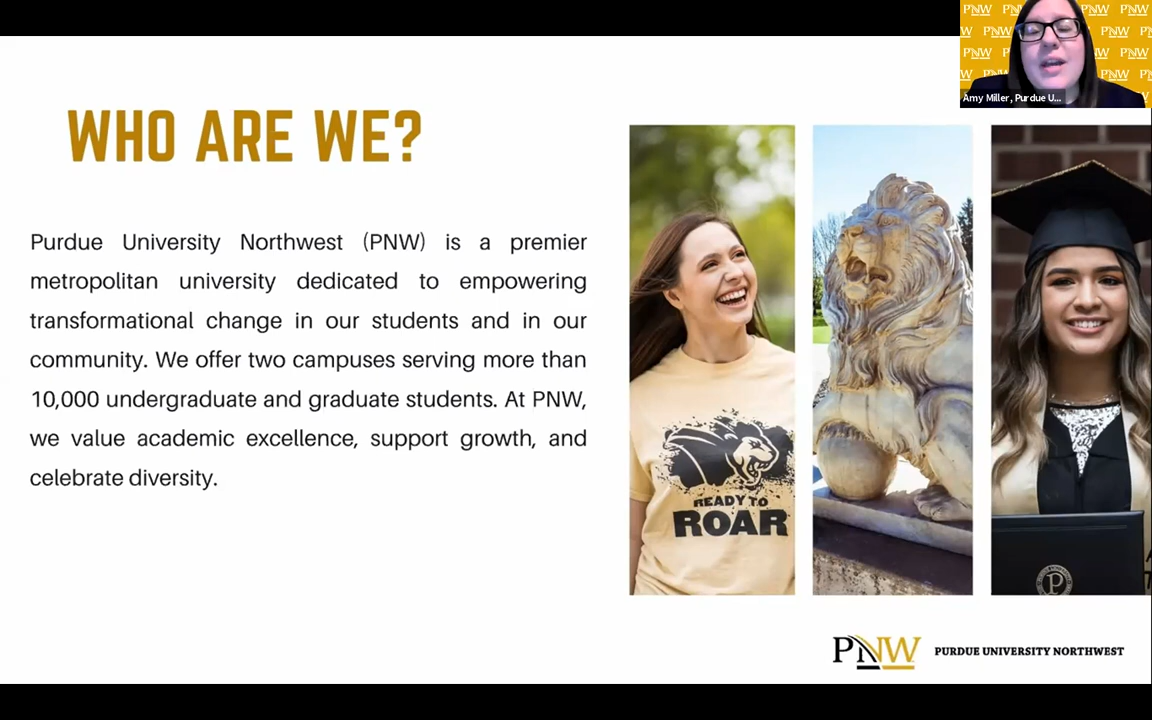 PNW PNW PNW
Amy Miller, Purdue U...
WHO ARE WE?
Purdue University Northwest (PNW) is a premier
metropolitan university dedicated to empowering
transformational change in our students and in our
community. We offer two campuses serving more than
10,000 undergraduate and graduate students. At PNW,
we value academic excellence, support growth, and
celebrate diversity.
READY TO
ROAR
P
PNW PURDUE UNIVERSITY NORTHWEST